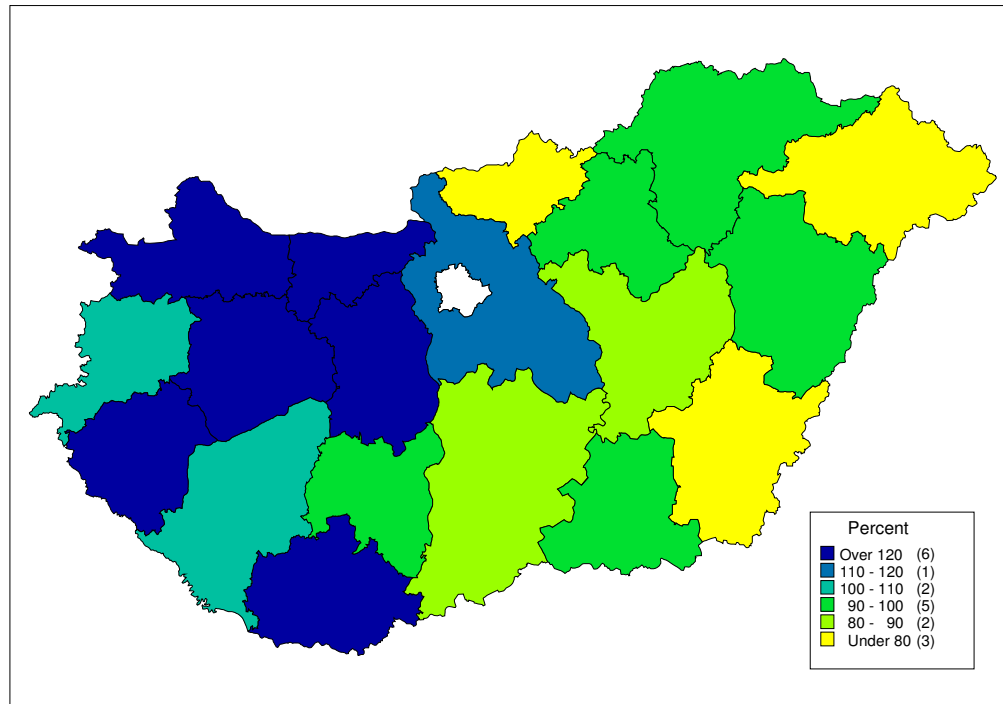 Percent
Over 120 (6)
110 - 120 (1)
100 - 110 (2)
90 - 100 (5)
80 - 90 (2)
Under 80 (3)